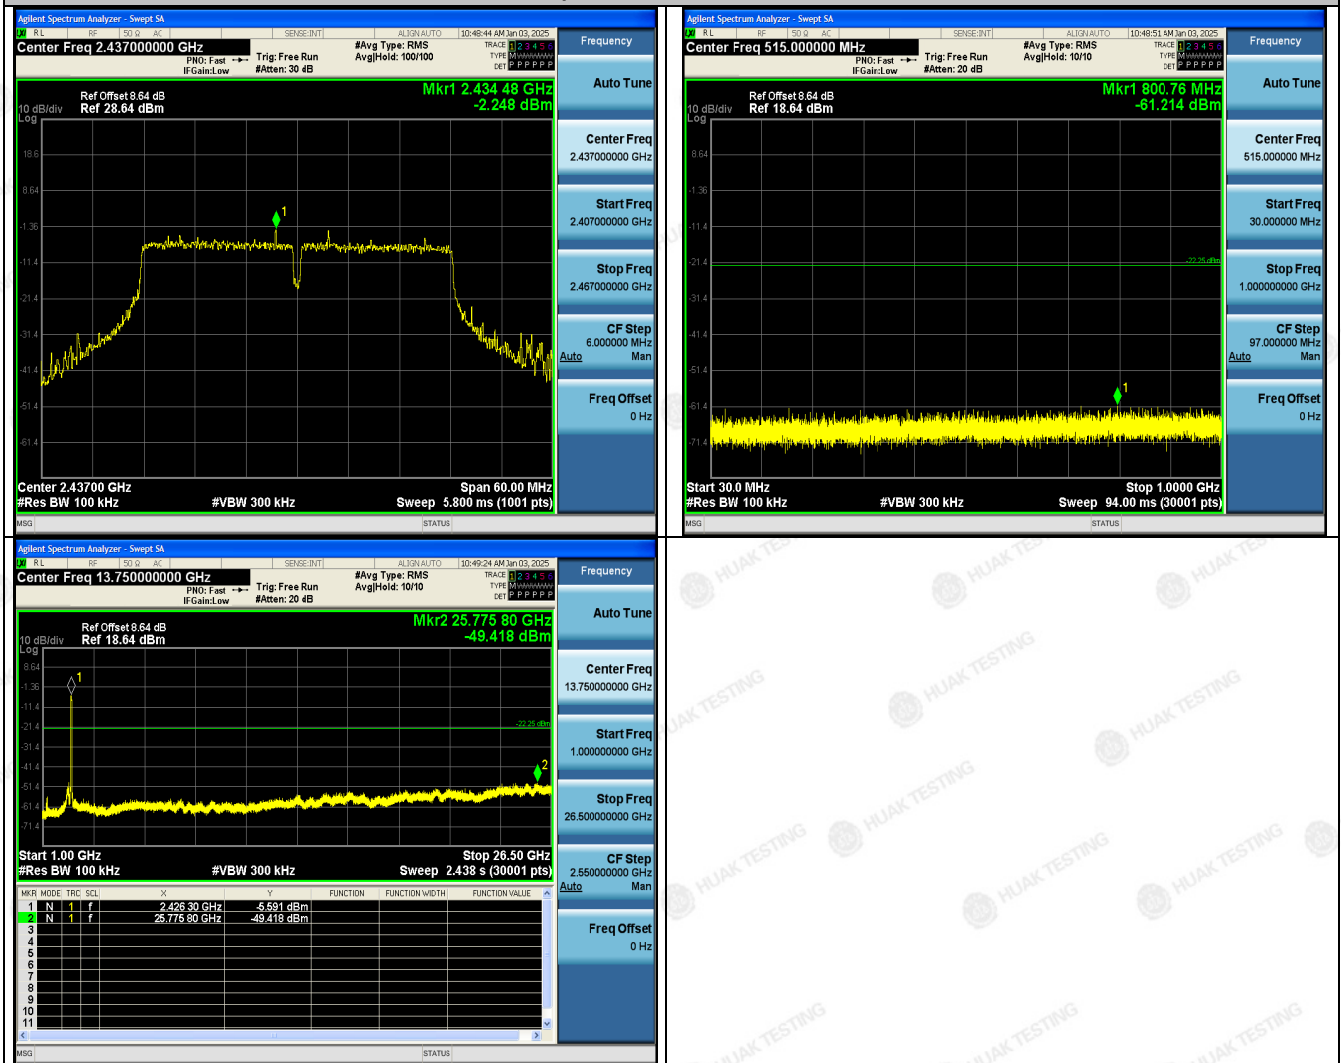 Agilent Spectrum Analyzer - Swept SA
LXI RL RF 50 Ω AC SENSE:INT ALIGN AUTO 10:48:44 AM Jan 03, 2025
Center Freq 2.437000000 GHz
PNO: Fast
IFGain:Low
Trig: Free Run
#Atten: 30 dB
#Avg Type: RMS
Avg|Hold: 100/100
TRACE 1 2 3 4 5 6
TYPE M W W W W W
DET P P P P P P
Mkr1 2.434 48 GHz
-2.248 dBm
Ref Offset 8.64 dB
10 dB/div Ref 28.64 dBm
Log
18.6
8.64
-1.36
-11.4
-21.4
-31.4
-41.4
-51.4
-61.4
1
Center 2.43700 GHz Span 60.00 MHz
#Res BW 100 kHz #VBW 300 kHz Sweep 5.800 ms (1001 pts)
MSG STATUS
Frequency
Auto Tune
Center Freq
2.437000000 GHz
Start Freq
2.407000000 GHz
Stop Freq
2.467000000 GHz
CF Step
6.000000 MHz
Auto Man
Freq Offset
0 Hz
Agilent Spectrum Analyzer - Swept SA
LXI RL RF 50 Ω AC SENSE:INT ALIGN AUTO 10:48:51 AM Jan 03, 2025
Center Freq 515.000000 MHz
PNO: Fast
IFGain:Low
Trig: Free Run
#Atten: 20 dB
#Avg Type: RMS
Avg|Hold: 10/10
TRACE 1 2 3 4 5 6
TYPE M W W W W W
DET P P P P P P
Mkr1 800.76 MHz
-61.214 dBm
Ref Offset 8.64 dB
10 dB/div Ref 18.64 dBm
Log
8.64
-1.36
-11.4
-21.4
-31.4
-41.4
-51.4
-61.4
-71.4
-22.25 dBm
1
Start 30.0 MHz Stop 1.0000 GHz
#Res BW 100 kHz #VBW 300 kHz Sweep 94.00 ms (30001 pts)
MSG STATUS
Frequency
Auto Tune
Center Freq
515.000000 MHz
Start Freq
30.000000 MHz
Stop Freq
1.000000000 GHz
CF Step
97.000000 MHz
Auto Man
Freq Offset
0 Hz
Agilent Spectrum Analyzer - Swept SA
LXI RL RF 50 Ω AC SENSE:INT ALIGN AUTO 10:49:24 AM Jan 03, 2025
Center Freq 13.750000000 GHz
PNO: Fast
IFGain:Low
Trig: Free Run
#Atten: 20 dB
#Avg Type: RMS
Avg|Hold: 10/10
TRACE 1 2 3 4 5 6
TYPE M W W W W W
DET P P P P P P
Mkr2 25.775 80 GHz
-49.418 dBm
Ref Offset 8.64 dB
10 dB/div Ref 18.64 dBm
Log
8.64
-1.36
-11.4
-21.4
-31.4
-41.4
-51.4
-61.4
-71.4
1
-22.25 dBm
2
Start 1.00 GHz Stop 26.50 GHz
#Res BW 100 kHz #VBW 300 kHz Sweep 2.438 s (30001 pts)
MKR MODE TRC SCL X Y FUNCTION FUNCTION WIDTH FUNCTION VALUE
1 N 1 f 2.426 30 GHz -5.591 dBm
2 N 1 f 25.775 80 GHz -49.418 dBm
3
4
5
6
7
8
9
10
11
MSG STATUS
Frequency
Auto Tune
Center Freq
13.750000000 GHz
Start Freq
1.000000000 GHz
Stop Freq
26.500000000 GHz
CF Step
2.550000000 GHz
Auto Man
Freq Offset
0 Hz
HUAK TESTING
HUAK TESTING
HUAK TESTING
HUAK TESTING
HUAK TESTING
HUAK TESTING